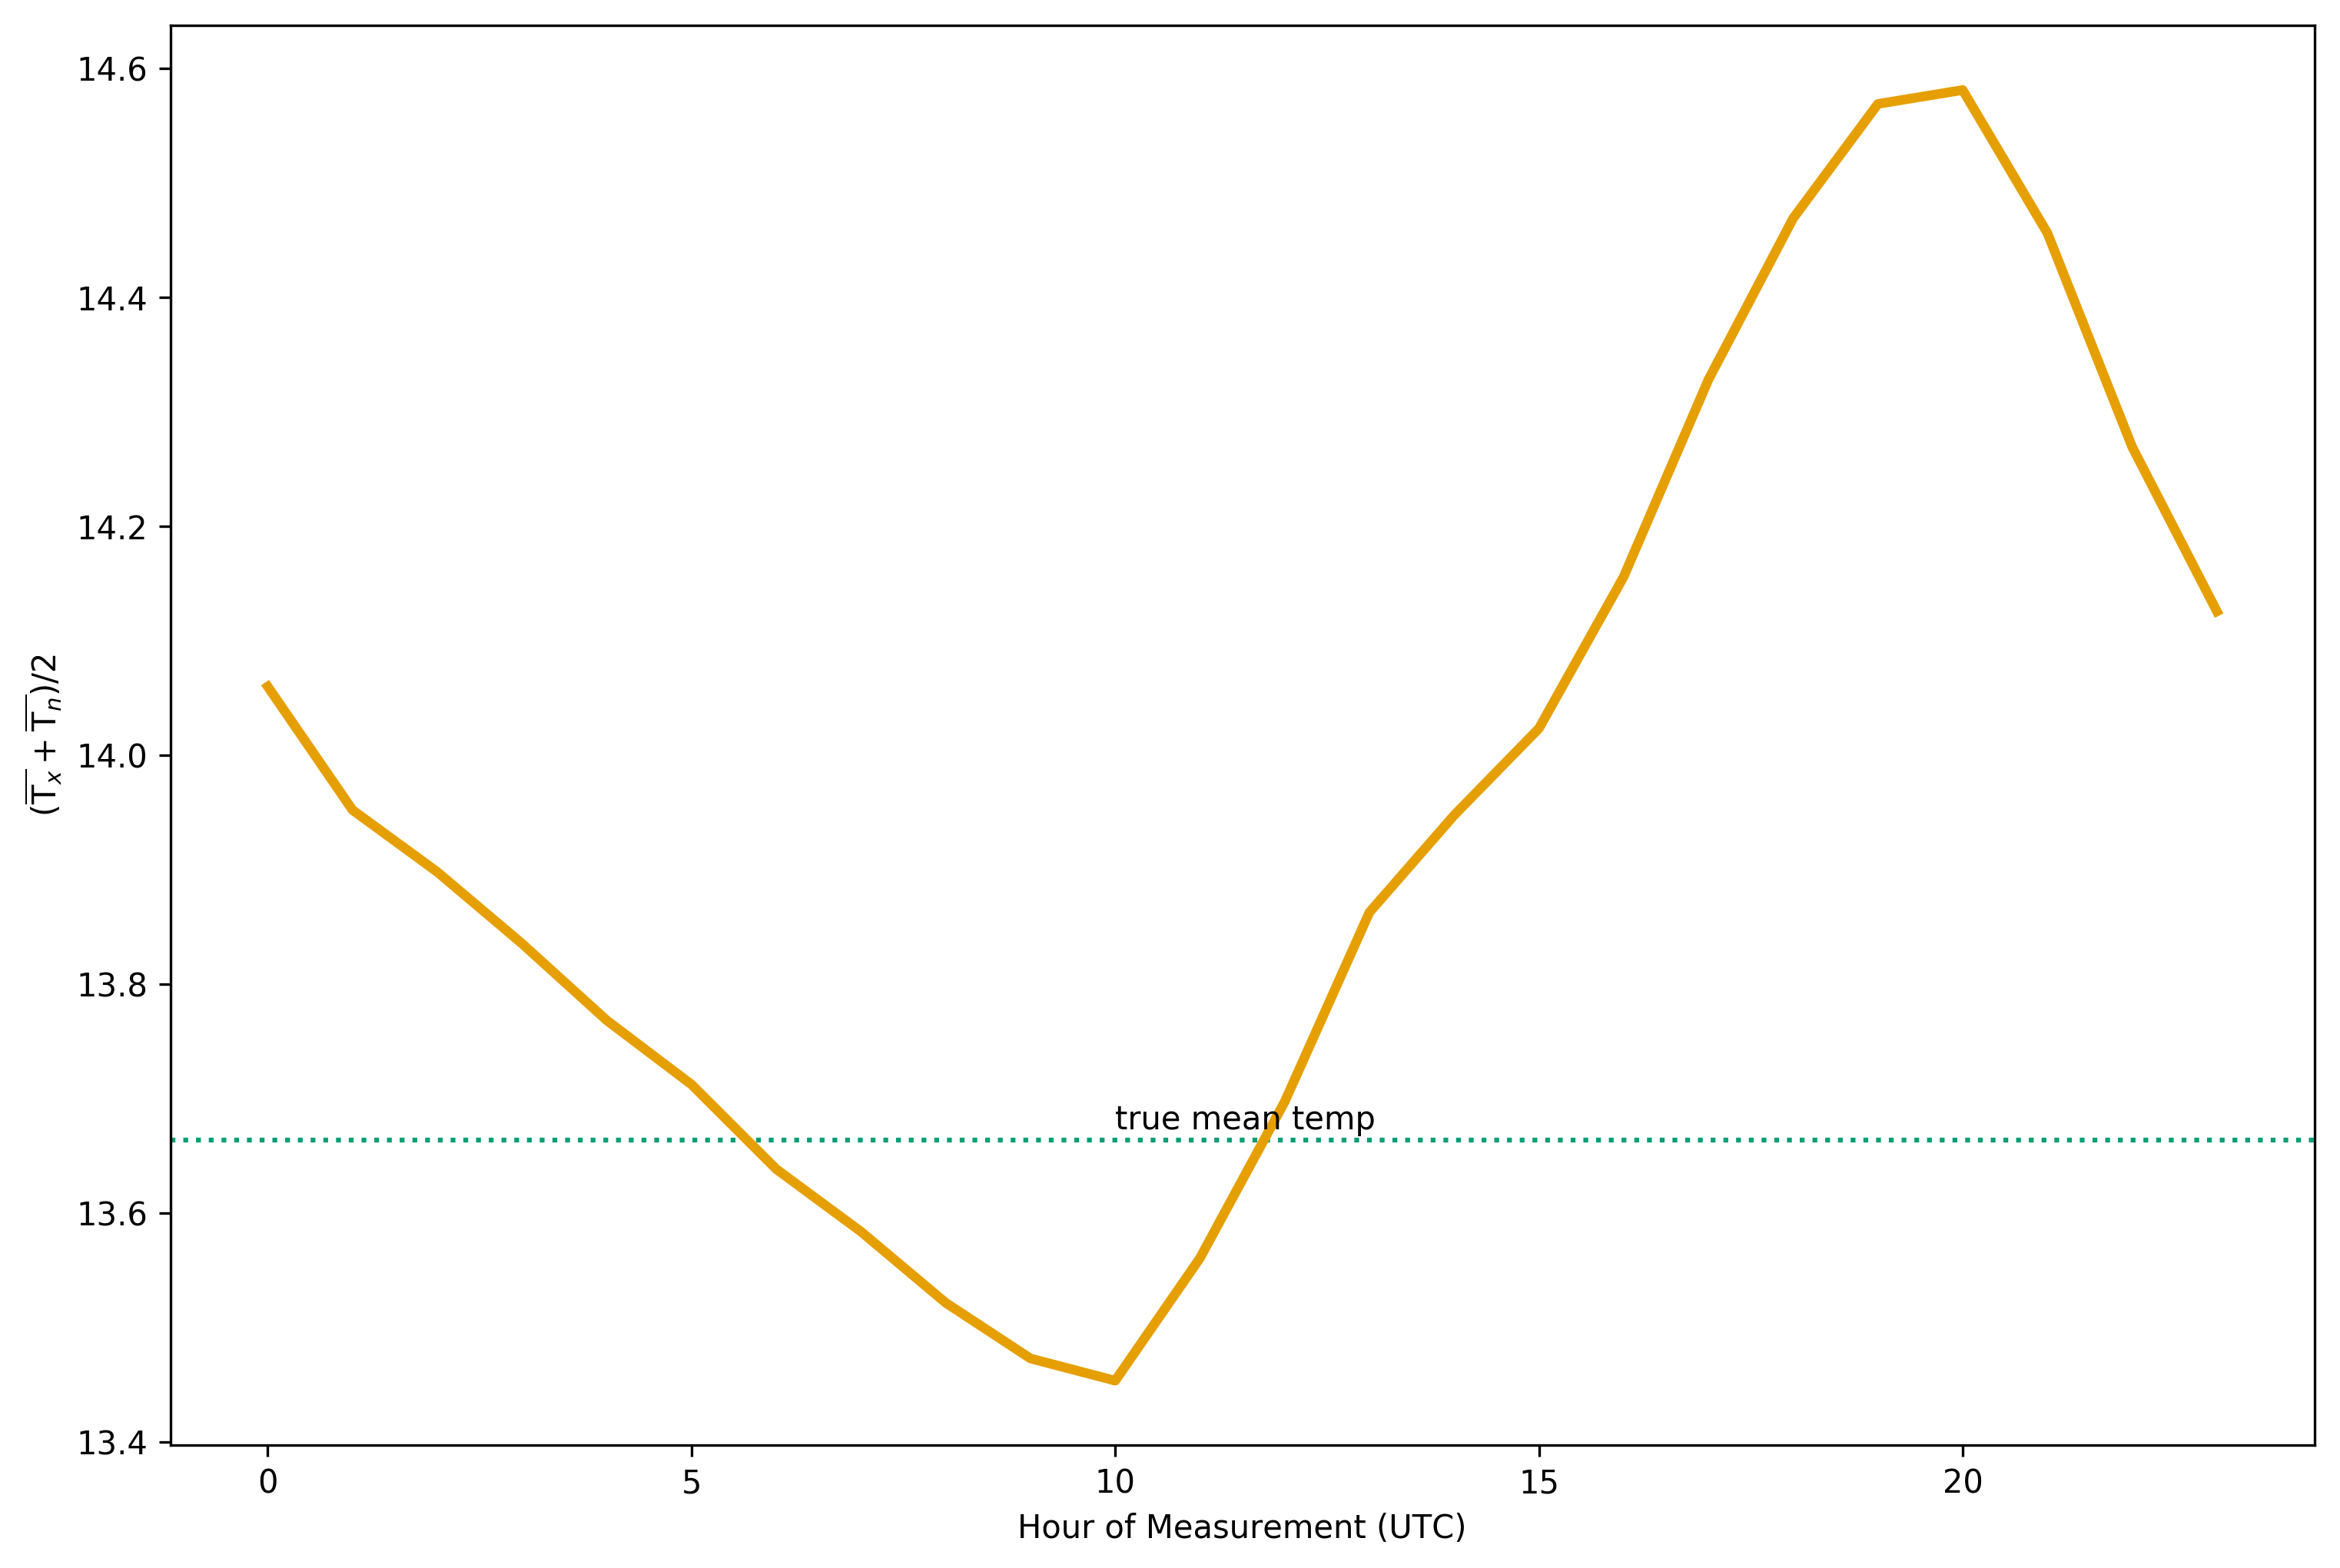 14.6
14.4
14.2
14.0
13.8
13.6
13.4
(T̅ₓ + T̅ₙ)/2
true mean temp
0 5 10 15 20
Hour of Measurement (UTC)